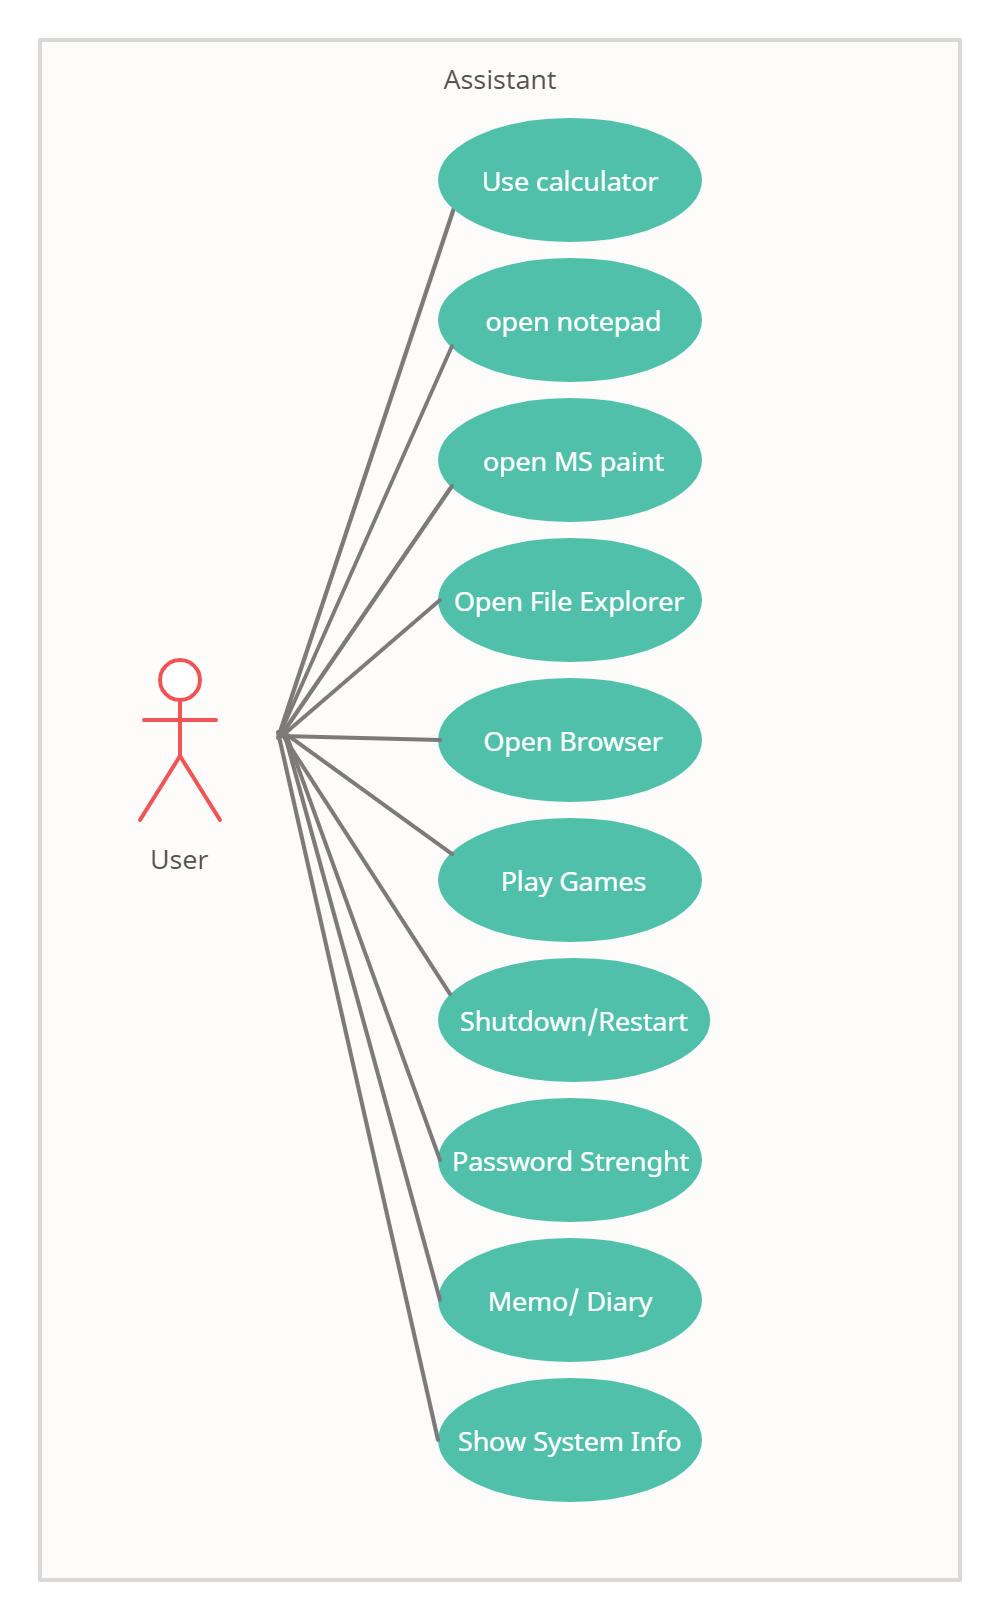 Assistant
Use calculator
open notepad
open MS paint
Open File Explorer
Open Browser
Play Games
User
Shutdown/Restart
Password Strenght
Memo/ Diary
Show System Info